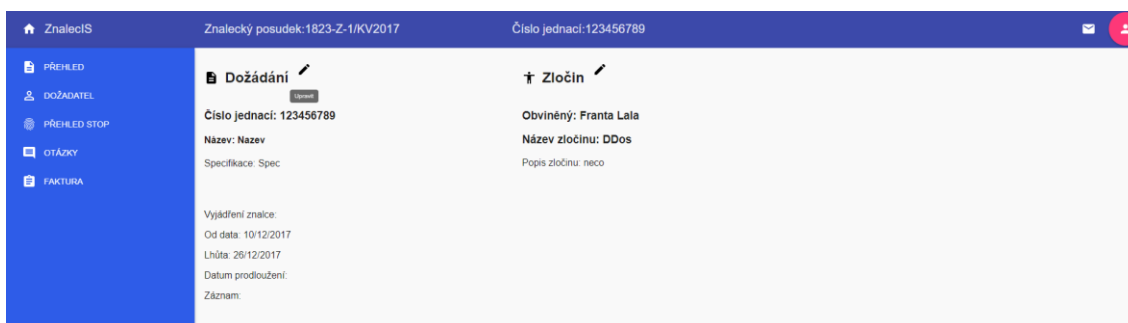 ZnalecIS
Znalecký posudek:1823-Z-1/KV2017
Číslo jednací:123456789
PŘEHLED
DOŽADATEL
PŘEHLED STOP
OTÁZKY
FAKTURA
Dožádání
Upravit
Číslo jednací: 123456789
Název: Nazev
Specifikace: Spec
Vyjádření znalce:
Od data: 10/12/2017
Lhůta: 26/12/2017
Datum prodloužení:
Záznam:
Zločin
Obviněný: Franta Lala
Název zločinu: DDos
Popis zločinu: neco